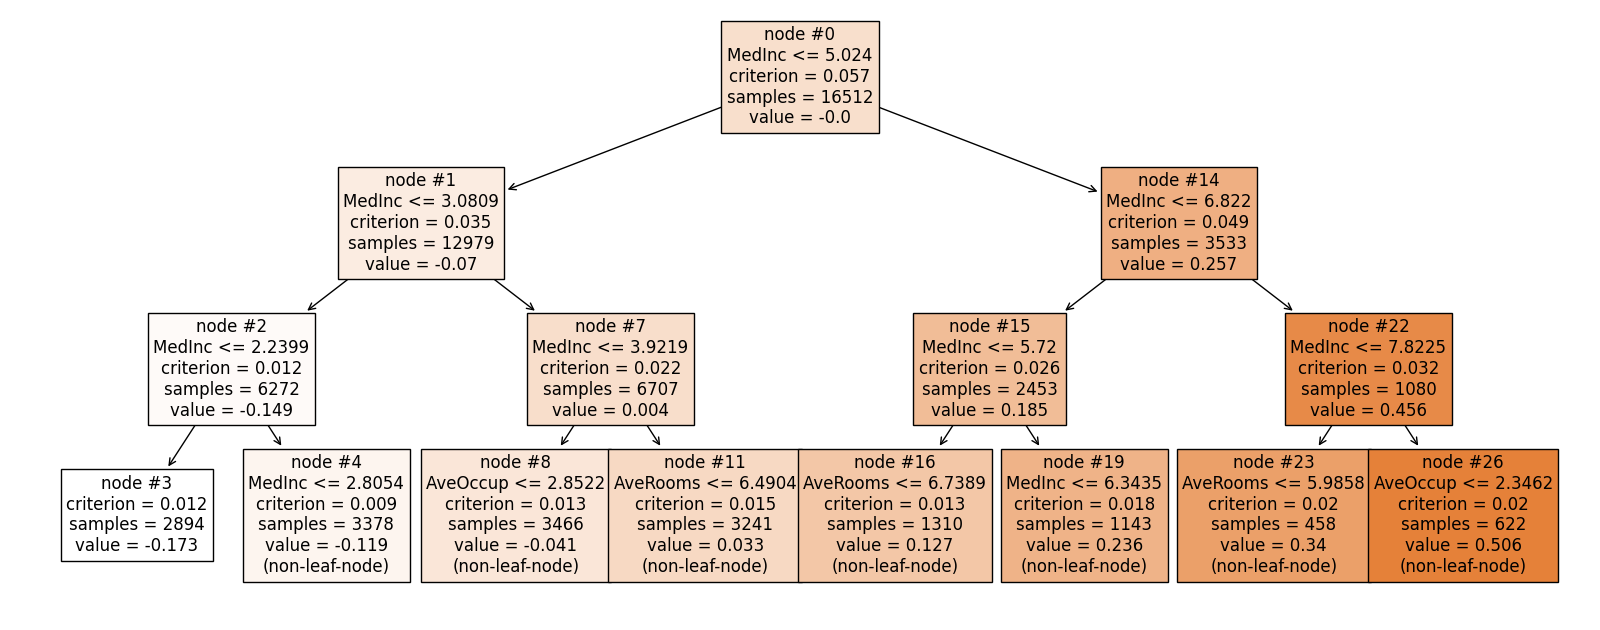 node #0
MedInc <= 5.024
criterion = 0.057
samples = 16512
value = -0.0
node #1
MedInc <= 3.0809
criterion = 0.035
samples = 12979
value = -0.07
node #14
MedInc <= 6.822
criterion = 0.049
samples = 3533
value = 0.257
node #2
MedInc <= 2.2399
criterion = 0.012
samples = 6272
value = -0.149
node #7
MedInc <= 3.9219
criterion = 0.022
samples = 6707
value = 0.004
node #15
MedInc <= 5.72
criterion = 0.026
samples = 2453
value = 0.185
node #22
MedInc <= 7.8225
criterion = 0.032
samples = 1080
value = 0.456
node #3
criterion = 0.012
samples = 2894
value = -0.173
node #4
MedInc <= 2.8054
criterion = 0.009
samples = 3378
value = -0.119
(non-leaf-node)
node #8
AveOccup <= 2.8522
criterion = 0.013
samples = 3466
value = -0.041
(non-leaf-node)
node #11
AveRooms <= 6.4904
criterion = 0.015
samples = 3241
value = 0.033
(non-leaf-node)
node #16
AveRooms <= 6.7389
criterion = 0.013
samples = 1310
value = 0.127
(non-leaf-node)
node #19
MedInc <= 6.3435
criterion = 0.018
samples = 1143
value = 0.236
(non-leaf-node)
node #23
AveRooms <= 5.9858
criterion = 0.02
samples = 458
value = 0.34
(non-leaf-node)
node #26
AveOccup <= 2.3462
criterion = 0.02
samples = 622
value = 0.506
(non-leaf-node)